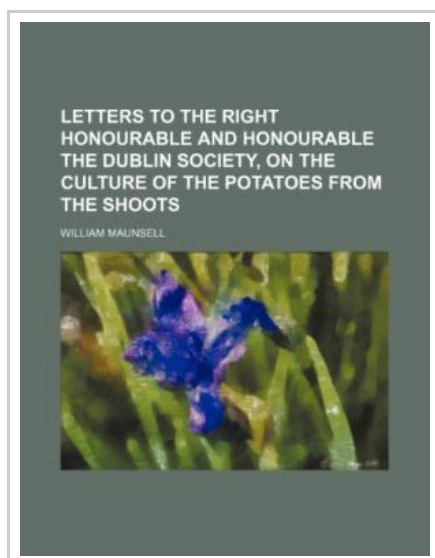 LETTERS TO THE RIGHT
HONOURABLE AND HONOURABLE
THE DUBLIN SOCIETY, ON THE
CULTURE OF THE POTATOES FROM
THE SHOOTS
WILLIAM MAUNSELL